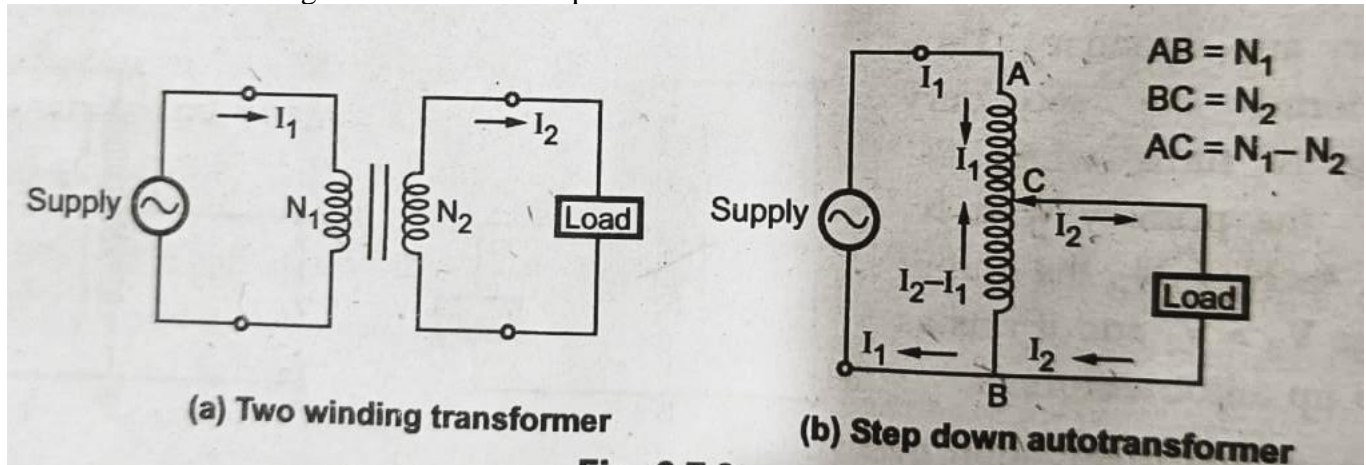 I₁
I₂
Supply
N₁
N₂
Load
(a) Two winding transformer
AB = N₁
BC = N₂
AC = N₁– N₂
I₁
A
I₁
C
Supply
I₂
I₂–I₁
Load
I₁
I₂
B
(b) Step down autotransformer